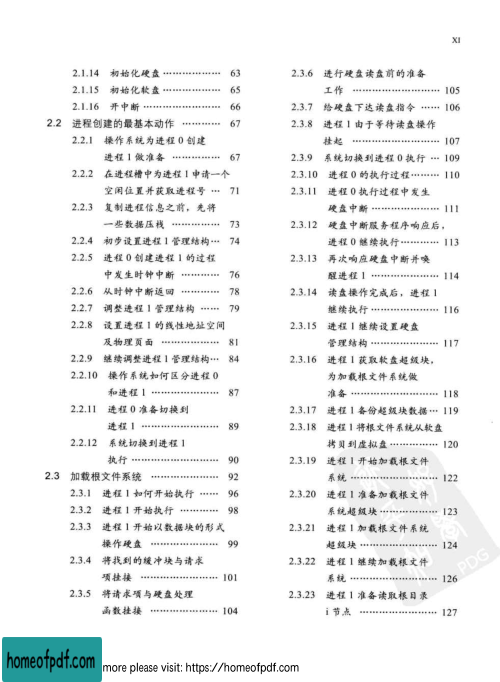 XI
2.1.14 初始化硬盘 ………………… 63
2.1.15 初始化软盘 ………………… 65
2.1.16 开中断 ……………………… 66
2.2 进程创建的最基本动作 ………… 67
2.2.1 操作系统为进程 0 创建
进程 1 做准备 ……………… 67
2.2.2 在进程槽中为进程 1 申请一个
空闲位置并获取进程号 … 71
2.2.3 复制进程信息之前，先将
一些数据压栈 ……………… 73
2.2.4 初步设置进程 1 管理结构… 74
2.2.5 进程 0 创建进程 1 的过程
中发生时钟中断 …………… 76
2.2.6 从时钟中断返回 …………… 78
2.2.7 调整进程 1 管理结构 …… 79
2.2.8 设置进程 1 的线性地址空间
及物理页面 ………………… 81
2.2.9 继续调整进程 1 管理结构… 84
2.2.10 操作系统如何区分进程 0
和进程 1 …………………… 87
2.2.11 进程 0 准备切换到
进程 1 ……………………… 89
2.2.12 系统切换到进程 1
执行 ………………………… 90
2.3 加载根文件系统 ………………… 92
2.3.1 进程 1 如何开始执行 …… 96
2.3.2 进程 1 开始执行 ………… 98
2.3.3 进程 1 开始以数据块的形式
操作硬盘 …………………… 99
2.3.4 将找到的缓冲块与请求
项挂接 ……………………… 101
2.3.5 将请求项与硬盘处理
函数挂接 …………………… 104
2.3.6 进行硬盘读盘前的准备
工作 ………………………… 105
2.3.7 给硬盘下达读盘指令 …… 106
2.3.8 进程 1 由于等待读盘操作
挂起 ………………………… 107
2.3.9 系统切换到进程 0 执行 … 109
2.3.10 进程 0 的执行过程……… 110
2.3.11 进程 0 执行过程中发生
硬盘中断 …………………… 111
2.3.12 硬盘中断服务程序响应后，
进程 0 继续执行………… 113
2.3.13 再次响应硬盘中断并唤
醒进程 1 …………………… 114
2.3.14 读盘操作完成后，进程 1
继续执行 …………………… 116
2.3.15 进程 1 继续设置硬盘
管理结构 …………………… 117
2.3.16 进程 1 获取软盘超级块，
为加载根文件系统做
准备 ………………………… 118
2.3.17 进程 1 备份超级块数据… 119
2.3.18 进程 1 将根文件系统从软盘
拷贝到虚拟盘 …………… 120
2.3.19 进程 1 开始加载根文件
系统 ………………………… 122
2.3.20 进程 1 准备加载根文件
系统超级块 ………………… 123
2.3.21 进程 1 加载根文件系统
超级块 ……………………… 124
2.3.22 进程 1 继续加载根文件
系统 ………………………… 126
2.3.23 进程 1 准备读取根目录
i 节点 ……………………… 127
PDG
homeofpdf.com
more please visit: https://homeofpdf.com